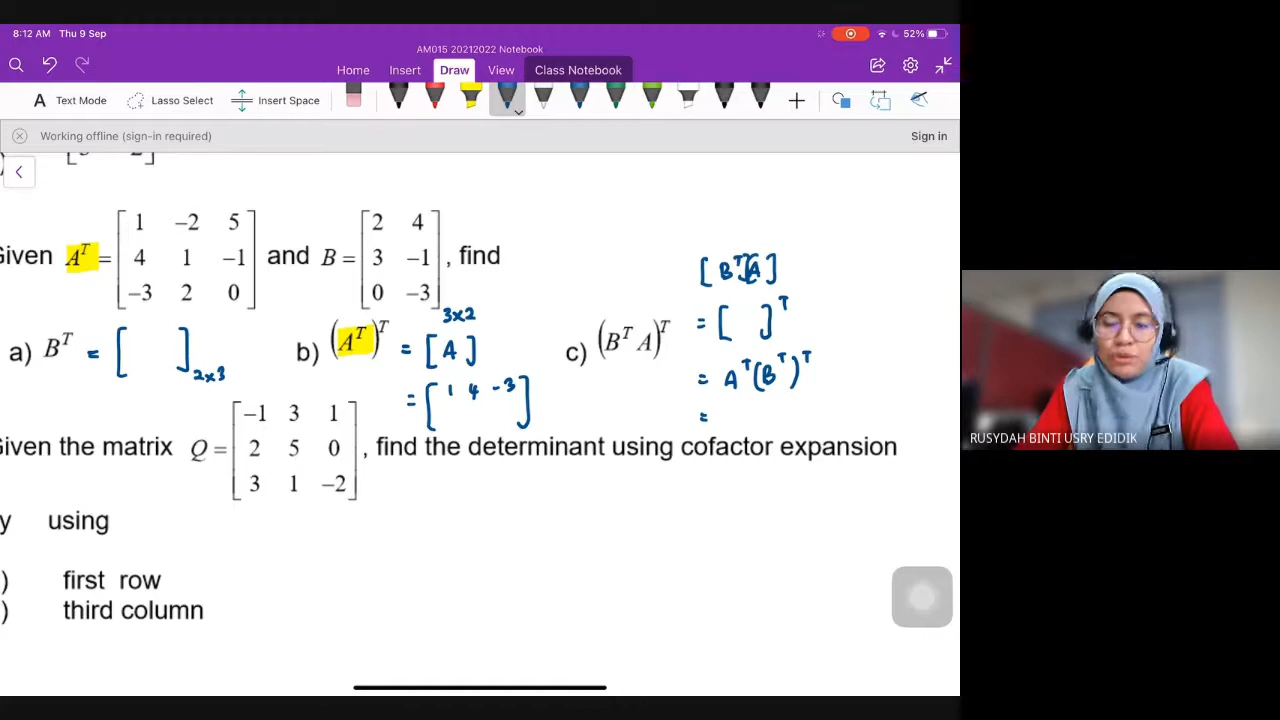 8:12 AM Thu 9 Sep 52%
AM015 20212022 Notebook
Home Insert Draw View Class Notebook
Text Mode Lasso Select Insert Space
Working offline (sign-in required) Sign in
Given A^T = [1 -2 5; 4 1 -1; -3 2 0] and B = [2 4; 3 -1; 0 -3], find
3x2
a) B^T = [ ] 2x3
b) (A^T)^T = [A]
= [1 4 -3]
c) (B^T A)^T
[B^T][A]
= [ ]^T
= A^T (B^T)^T
=
Given the matrix Q = [-1 3 1; 2 5 0; 3 1 -2], find the determinant using cofactor expansion
y using
) first row
) third column
RUSYDAH BINTI USRY EDIDIK